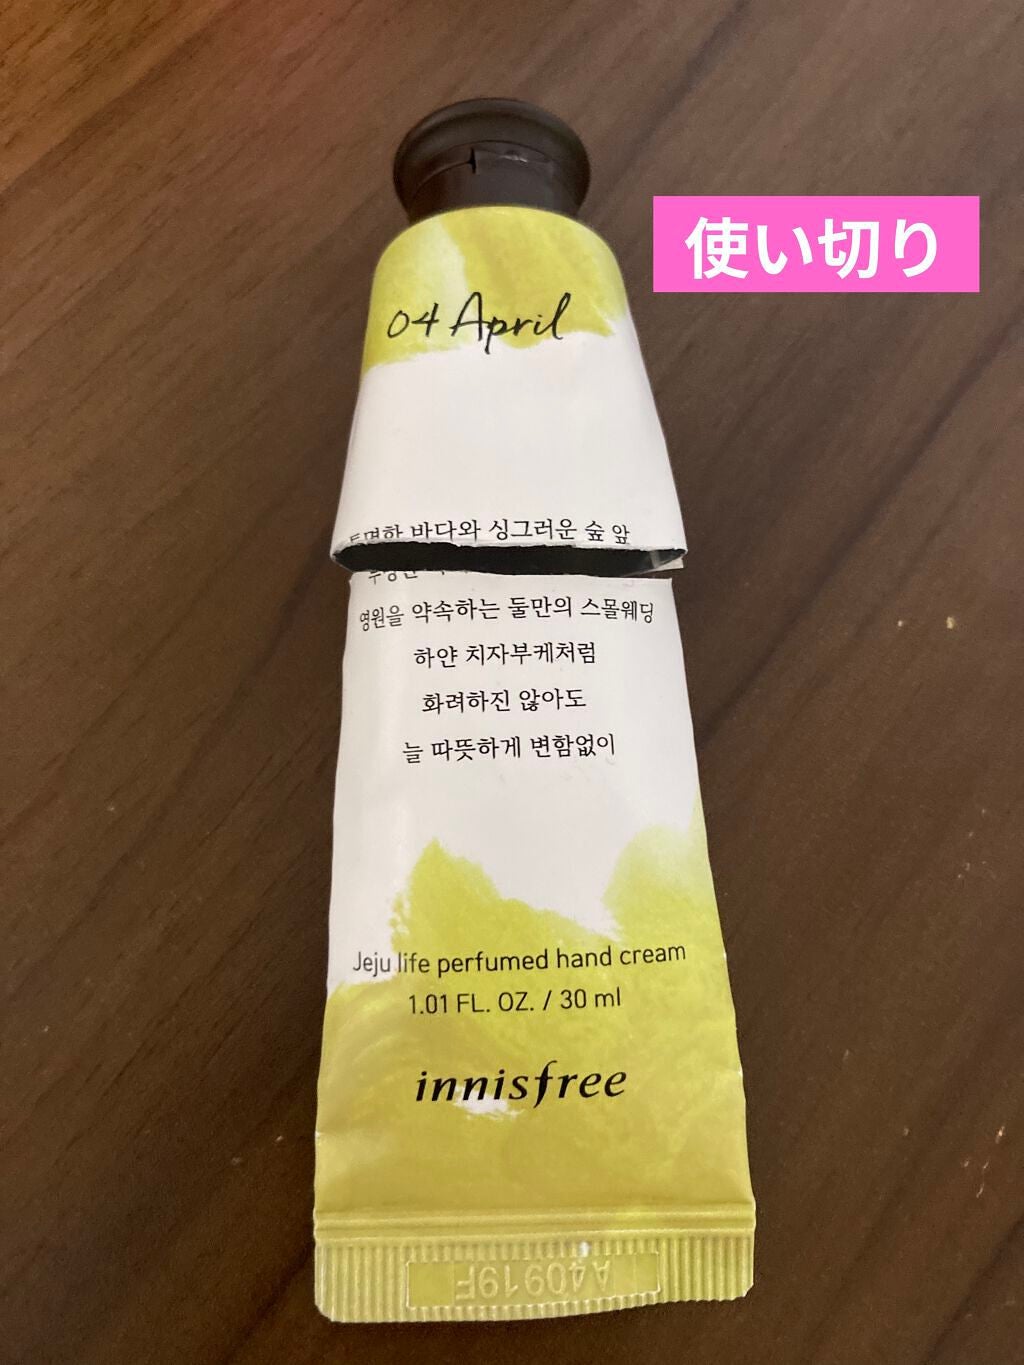 使い切り
04 April
바다와 싱그러운 숲 앞
영원을 약속하는 둘만의 스몰웨딩
하얀 치자부케처럼
화려하진 않아도
늘 따뜻하게 변함없이
Jeju life perfumed hand cream
1.01 FL. OZ. / 30 ml
innisfree
A40919F